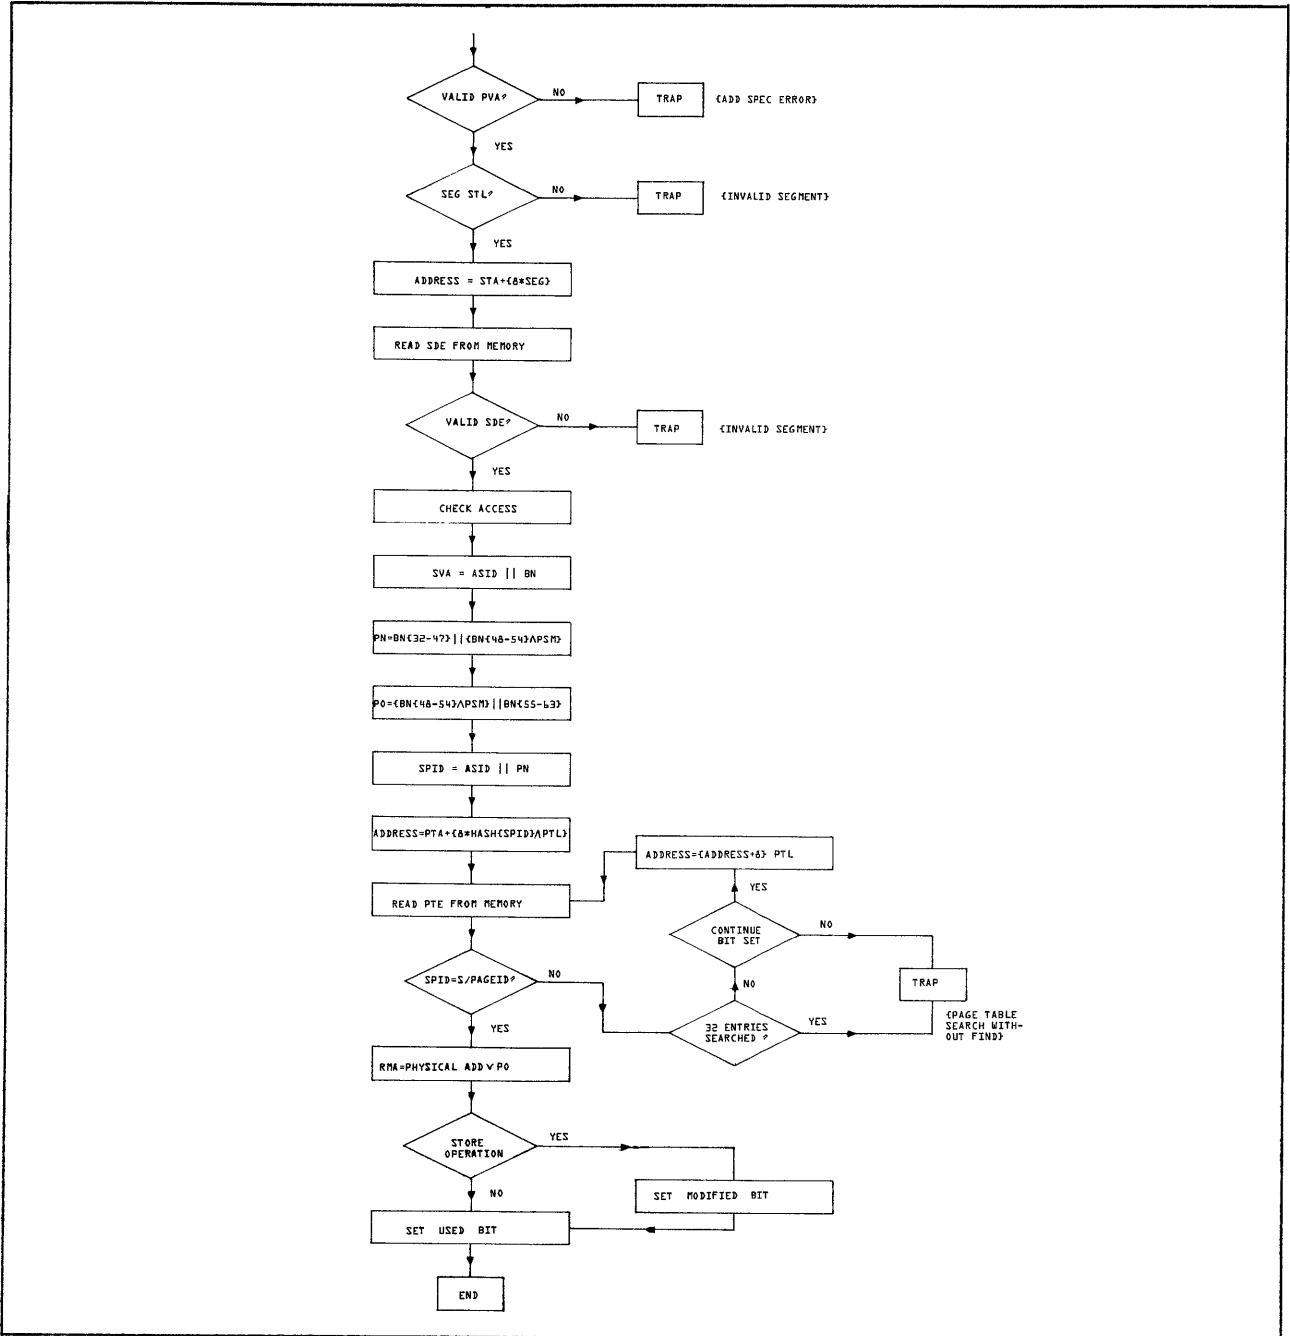 VALID PVA?
NO
TRAP
{ADD SPEC ERROR}
YES
SEG STL?
NO
TRAP
{INVALID SEGMENT}
YES
ADDRESS = STA+{8*SEG}
READ SDE FROM MEMORY
VALID SDE?
NO
TRAP
{INVALID SEGMENT}
YES
CHECK ACCESS
SVA = ASID || BN
PN=BN{32-47}||{BN{48-54}∧PSM}
PO={BN{48-54}∧PSM}||BN{55-63}
SPID = ASID || PN
ADDRESS=PTA+{8*HASH{SPID}∧PTL}
ADDRESS={ADDRESS+8} PTL
READ PTE FROM MEMORY
YES
CONTINUE
BIT SET
NO
SPID=S/PAGEID?
NO
NO
TRAP
YES
32 ENTRIES
SEARCHED ?
YES
{PAGE TABLE
SEARCH WITH-
OUT FIND}
RMA=PHYSICAL ADD∨PO
STORE
OPERATION
YES
NO
SET MODIFIED BIT
SET USED BIT
END